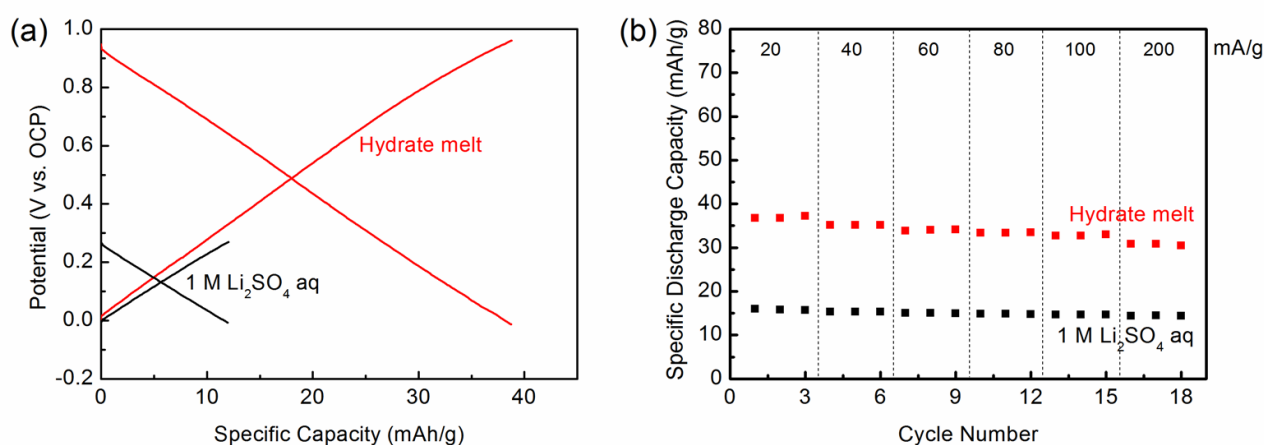 (a)
1.0
0.8
0.6
0.4
0.2
0.0
-0.2
Potential (V vs. OCP)
Hydrate melt
1 M Li₂SO₄ aq
0 10 20 30 40
Specific Capacity (mAh/g)
(b)
80
70
60
50
40
30
20
10
0
Specific Discharge Capacity (mAh/g)
20 40 60 80 100 200 mA/g
Hydrate melt
1 M Li₂SO₄ aq
0 3 6 9 12 15 18
Cycle Number